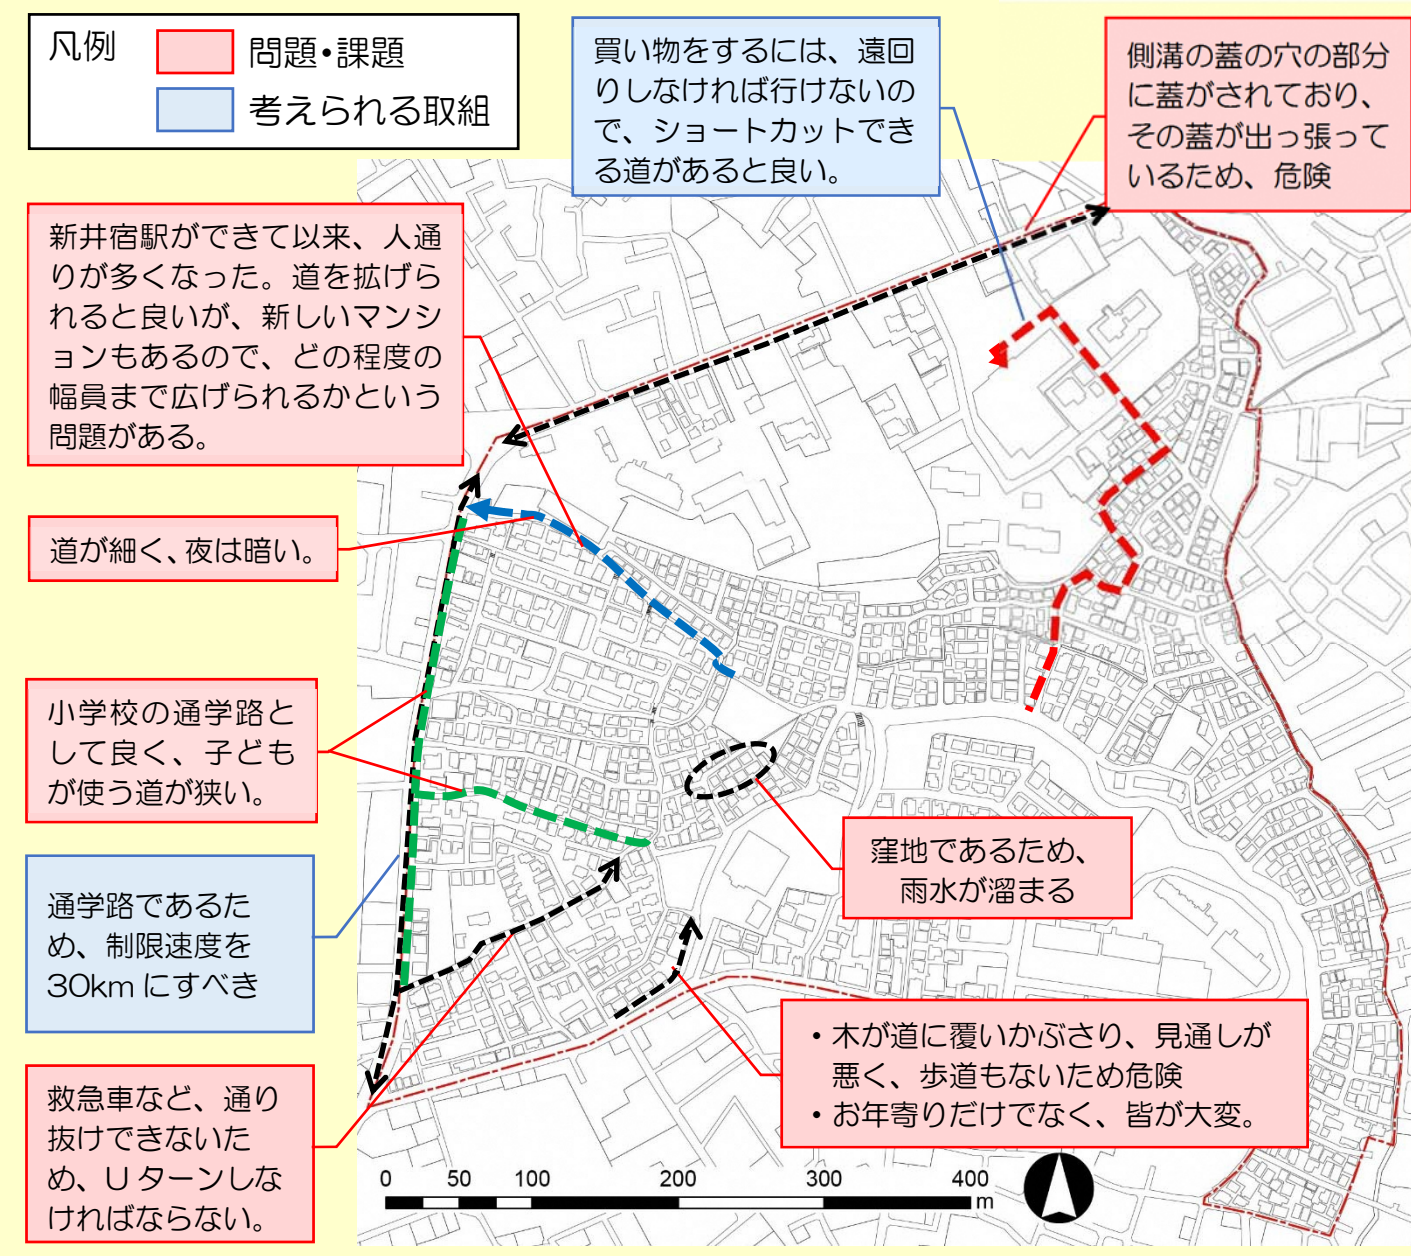 凡例
問題・課題
考えられる取組
買い物をするには、遠回
りしなければ行けないの
で、ショートカットでき
る道があると良い。
側溝の蓋の穴の部分
に蓋がされており、
その蓋が出っ張って
いるため、危険
新井宿駅ができて以来、人通
りが多くなった。道を拡げら
れると良いが、新しいマンシ
ョンもあるので、どの程度の
幅員まで広げられるかという
問題がある。
道が細く、夜は暗い。
小学校の通学路と
して良く、子ども
が使う道が狭い。
窪地であるため、
雨水が溜まる
通学路であるた
め、制限速度を
30km にすべき
・木が道に覆いかぶさり、見通しが
悪く、歩道もないため危険
・お年寄りだけでなく、皆が大変。
救急車など、通り
抜けできないた
め、Uターンしな
ければならない。
0 50 100 200 300 400
m